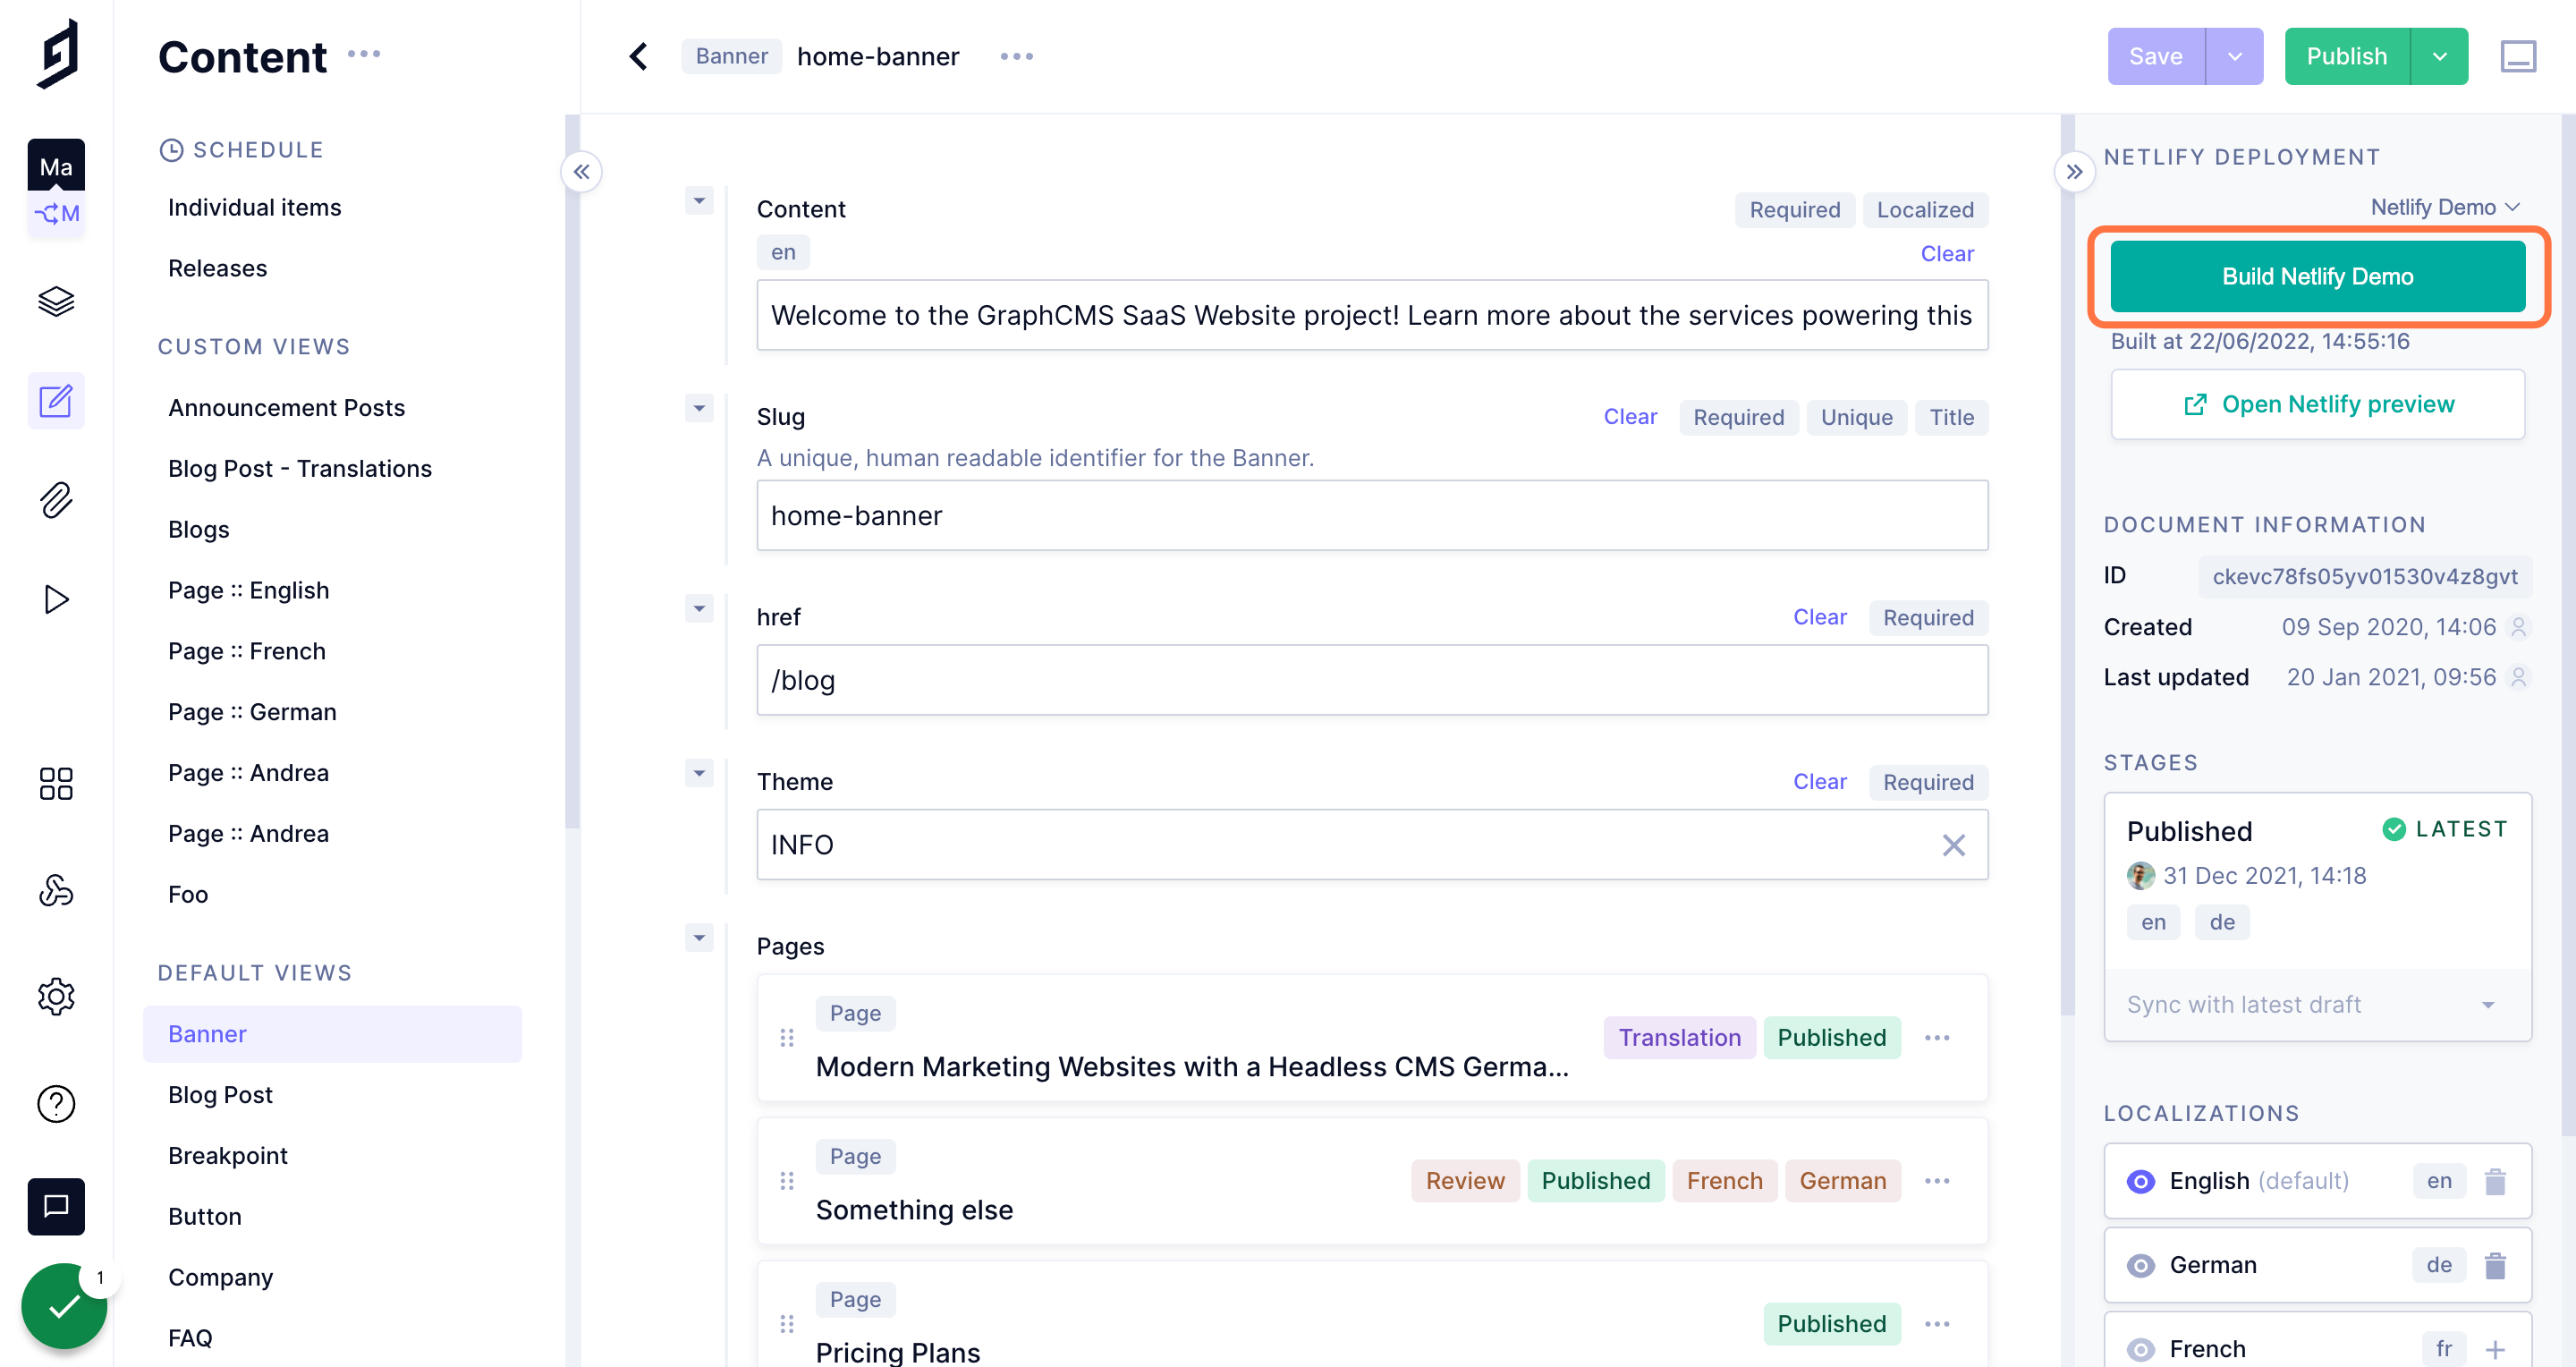 Content
Banner home-banner
Save
Publish
Ma
M
SCHEDULE
Individual items
Releases
CUSTOM VIEWS
Announcement Posts
Blog Post - Translations
Blogs
Page :: English
Page :: French
Page :: German
Page :: Andrea
Page :: Andrea
Foo
DEFAULT VIEWS
Banner
Blog Post
Breakpoint
Button
Company
FAQ
1
Content Required Localized
en Clear
Welcome to the GraphCMS SaaS Website project! Learn more about the services powering this
Slug Clear Required Unique Title
A unique, human readable identifier for the Banner.
home-banner
href Clear Required
/blog
Theme Clear Required
INFO
Pages
Page
Modern Marketing Websites with a Headless CMS Germa... Translation Published
Page
Something else Review Published French German
Page
Pricing Plans Published
NETLIFY DEPLOYMENT
Netlify Demo
Build Netlify Demo
Built at 22/06/2022, 14:55:16
Open Netlify preview
DOCUMENT INFORMATION
ID ckevc78fs05yv01530v4z8gvt
Created 09 Sep 2020, 14:06
Last updated 20 Jan 2021, 09:56
STAGES
Published LATEST
31 Dec 2021, 14:18
en de
Sync with latest draft
LOCALIZATIONS
English (default) en
German de
French fr